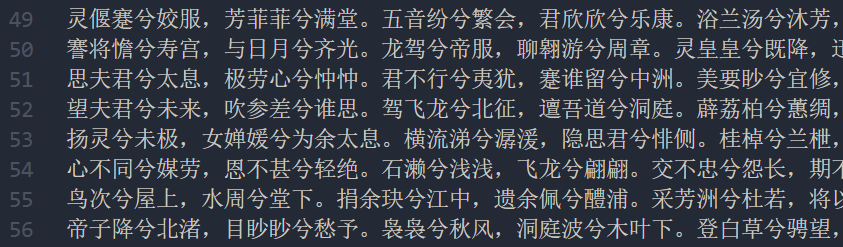 49 灵偃蹇兮姣服，芳菲菲兮满堂。五音纷兮繁会，君欣欣兮乐康。浴兰汤兮沐芳，
50 謇将憺兮寿宫，与日月兮齐光。龙驾兮帝服，聊翱游兮周章。灵皇皇兮既降，
51 思夫君兮太息，极劳心兮忡忡。君不行兮夷犹，蹇谁留兮中洲。美要眇兮宜修，
52 望夫君兮未来，吹参差兮谁思。驾飞龙兮北征，邅吾道兮洞庭。薜荔柏兮蕙绸，
53 扬灵兮未极，女婵媛兮为余太息。横流涕兮潺湲，隐思君兮悱侧。桂棹兮兰枻，
54 心不同兮媒劳，恩不甚兮轻绝。石濑兮浅浅，飞龙兮翩翩。交不忠兮怨长，期不
55 鸟次兮屋上，水周兮堂下。捐余玦兮江中，遗余佩兮醴浦。采芳洲兮杜若，将以
56 帝子降兮北渚，目眇眇兮愁予。袅袅兮秋风，洞庭波兮木叶下。登白草兮骋望，